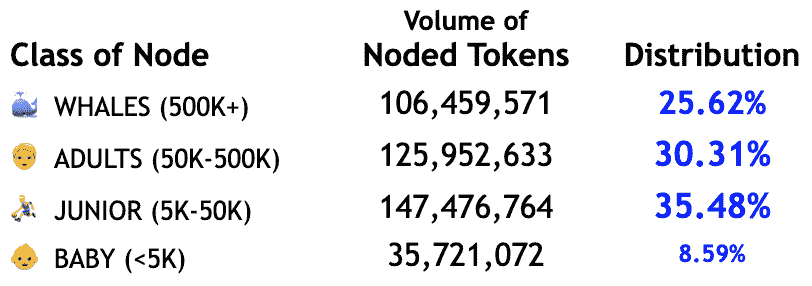 Volume of
Class of Node Noded Tokens Distribution
WHALES (500K+) 106,459,571 25.62%
ADULTS (50K-500K) 125,952,633 30.31%
JUNIOR (5K-50K) 147,476,764 35.48%
BABY (<5K) 35,721,072 8.59%